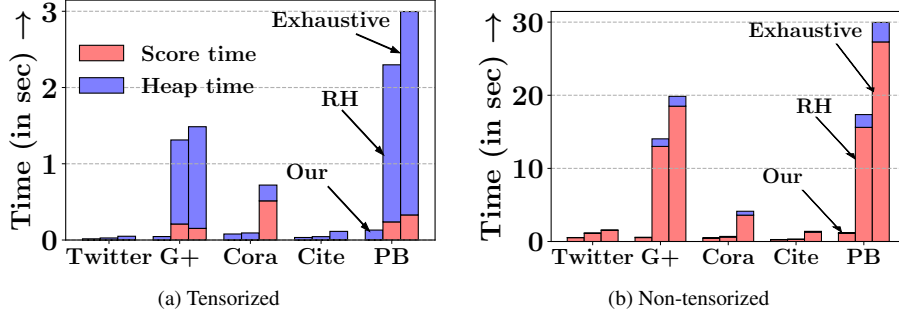 Time (in sec) →
3
2
1
0
Score time
Heap time
Exhaustive
RH
Our
Twitter G+ Cora Cite PB
(a) Tensorized
Time (in sec) →
30
20
10
0
Exhaustive
RH
Our
Twitter G+ Cora Cite PB
(b) Non-tensorized